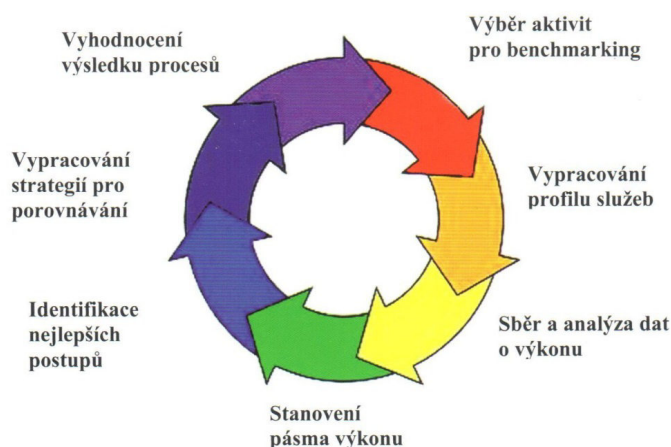 Výběr aktivit
pro benchmarking
Vypracování
profilu služeb
Sběr a analýza dat
o výkonu
Stanovení
pásma výkonu
Identifikace
nejlepších
postupů
Vypracování
strategií pro
porovnávání
Vyhodnocení
výsledku procesů